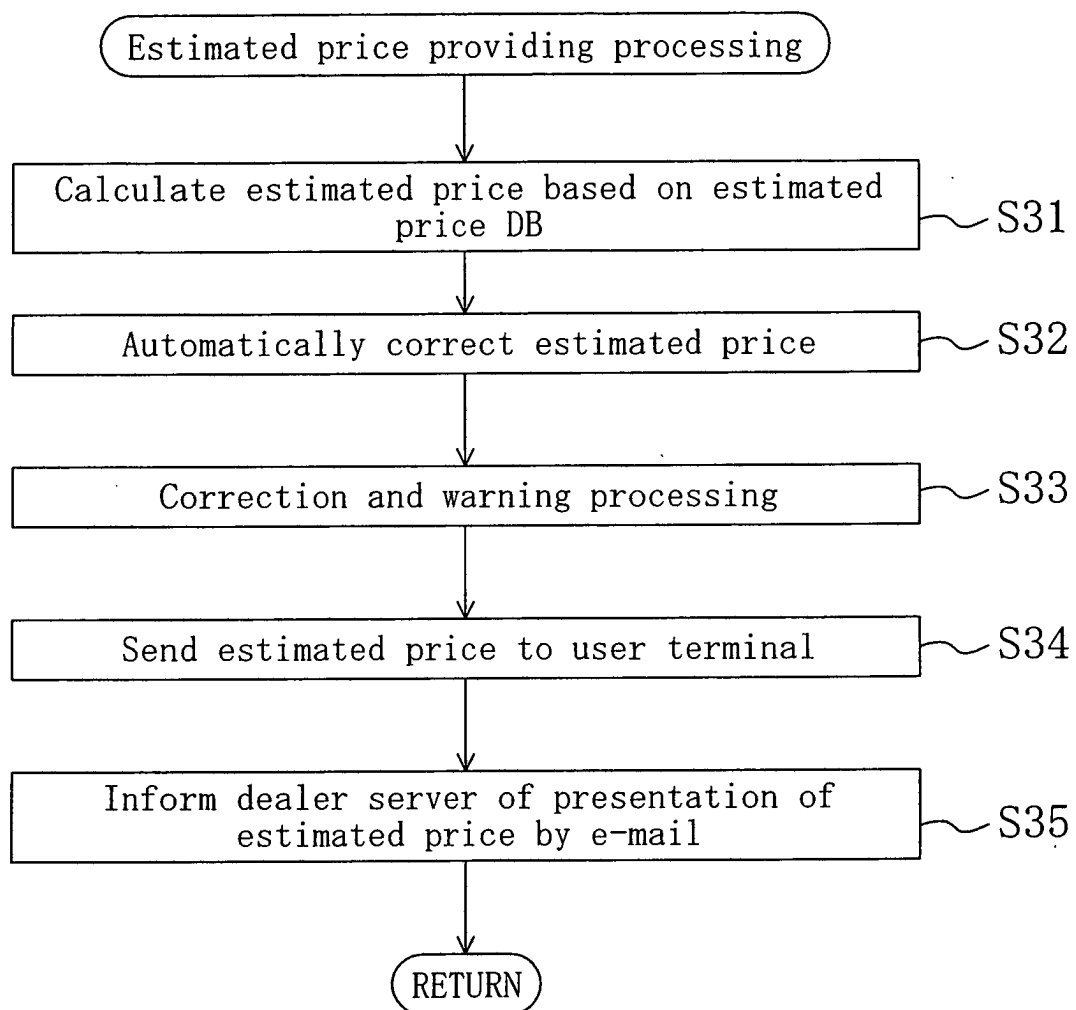 Estimated price providing processing
Calculate estimated price based on estimated
price DB
S31
Automatically correct estimated price
S32
Correction and warning processing
S33
Send estimated price to user terminal
S34
Inform dealer server of presentation of
estimated price by e-mail
S35
RETURN